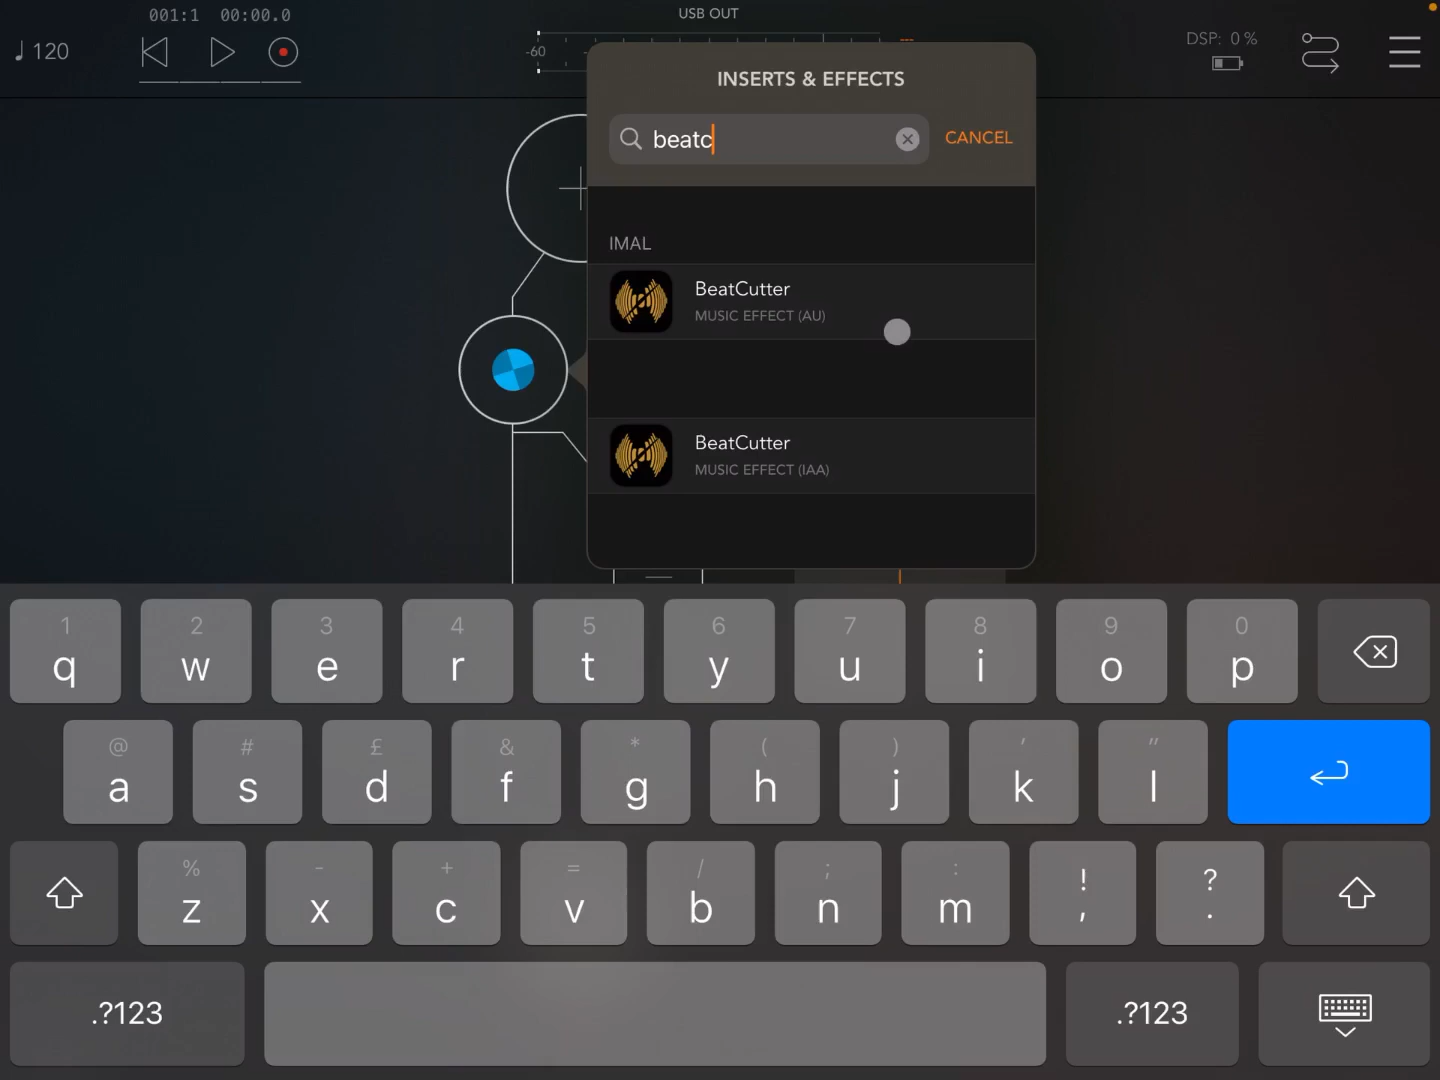 001:1 00:00.0
USB OUT
♩ 120
-60
DSP: 0 %
INSERTS & EFFECTS
beatc
CANCEL
IMAL
BeatCutter
MUSIC EFFECT (AU)
BeatCutter
MUSIC EFFECT (IAA)
1 2 3 4 5 6 7 8 9 0
q w e r t y u i o p
@ # £ & * ( ) ' "
a s d f g h j k l
% - + = / ; : ! ?
z x c v b n m , .
.?123 .?123